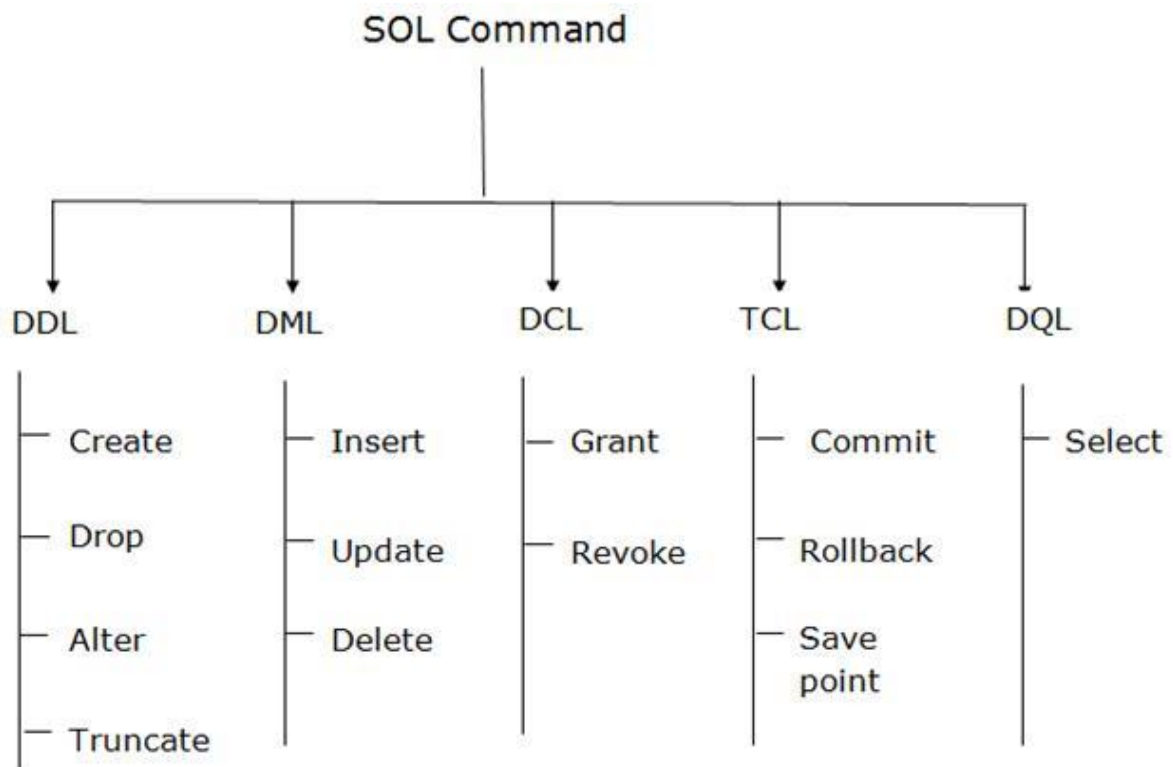 SOL Command
DDL
DML
DCL
TCL
DQL
Create
Drop
Alter
Truncate
Insert
Update
Delete
Grant
Revoke
Commit
Rollback
Save
point
Select